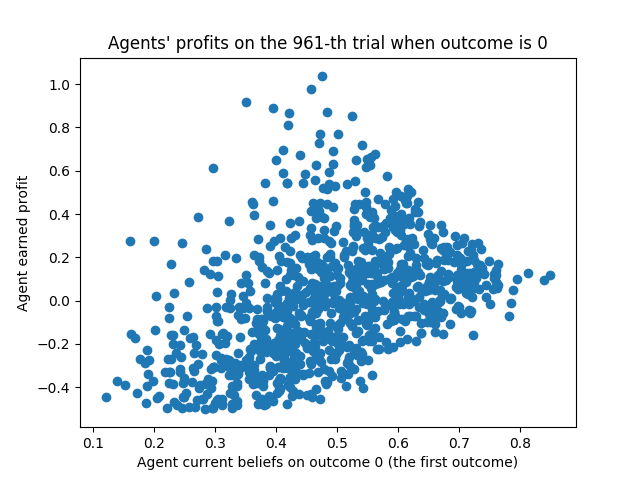 Agents' profits on the 961-th trial when outcome is 0
1.0
0.8
0.6
0.4
0.2
0.0
−0.2
−0.4
Agent earned profit
0.1 0.2 0.3 0.4 0.5 0.6 0.7 0.8
Agent current beliefs on outcome 0 (the first outcome)